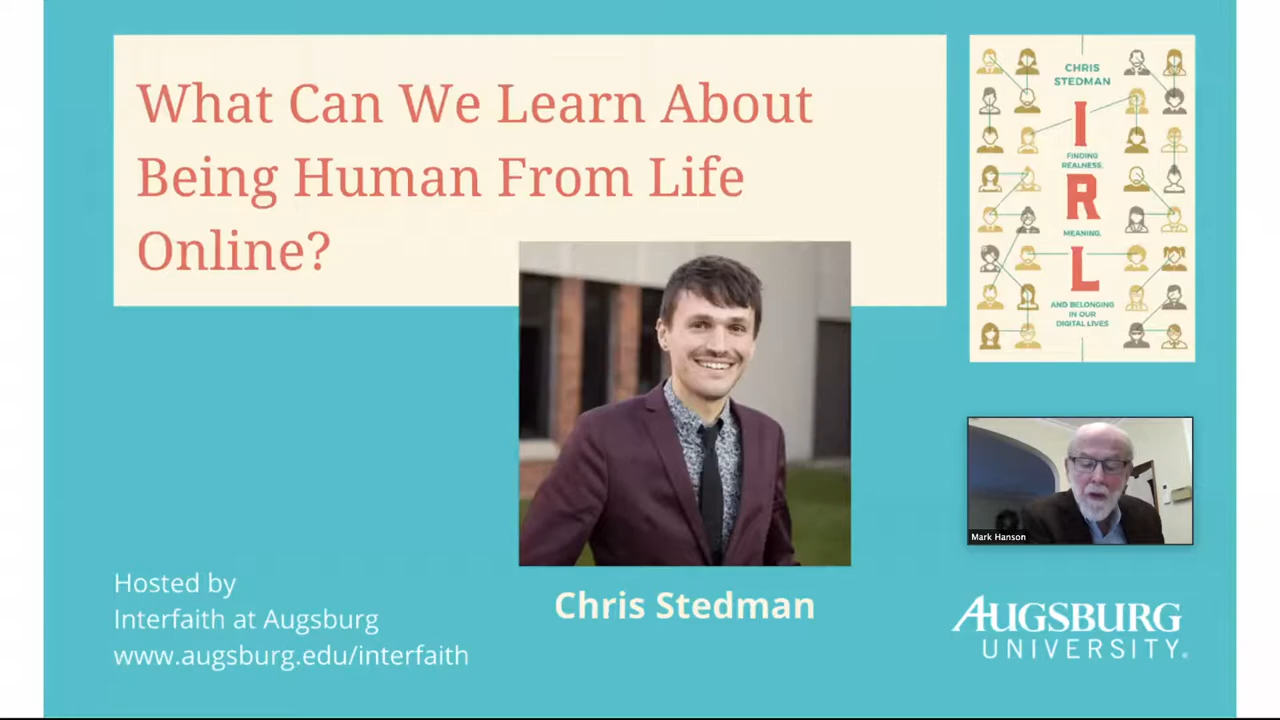 What Can We Learn About
Being Human From Life
Online?
CHRIS
STEDMAN
I
FINDING
REALNESS,
R
MEANING,
L
AND BELONGING
IN OUR
DIGITAL LIVES
Mark Hanson
Chris Stedman
Hosted by
Interfaith at Augsburg
www.augsburg.edu/interfaith
AUGSBURG
UNIVERSITY®